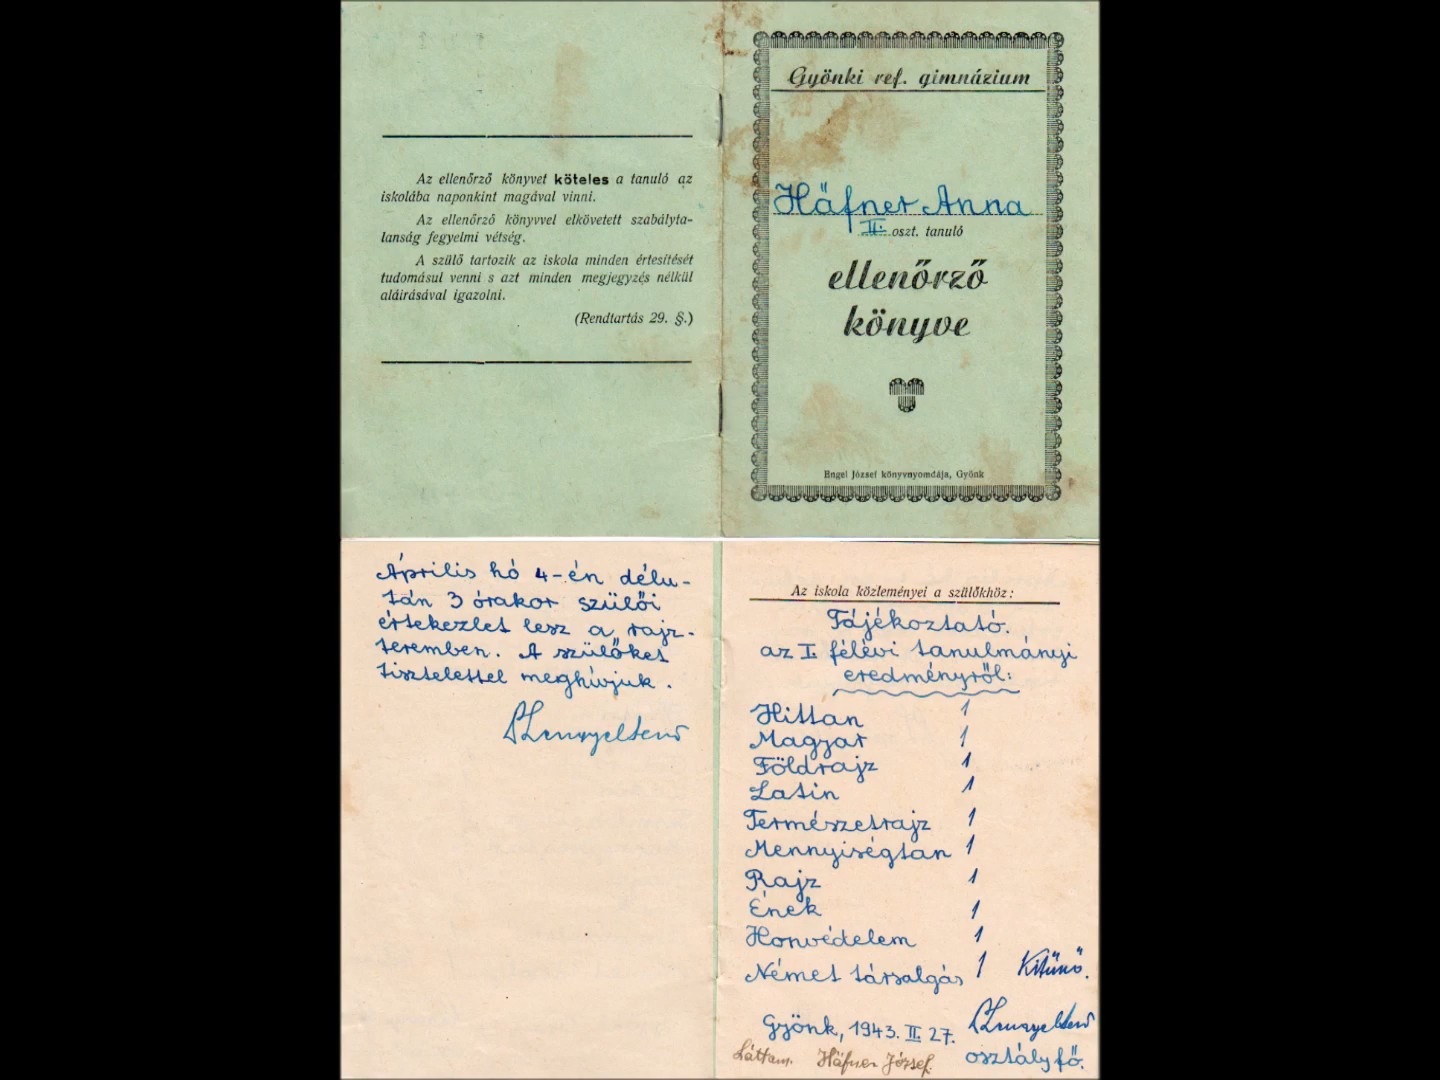 Az ellenőrző könyvet köteles a tanuló az
iskolába naponkint magával vinni.
Az ellenőrző könyvvel elkövetett szabályta-
lanság fegyelmi vétség.
A szülő tartozik az iskola minden értesítését
tudomásul venni s azt minden megjegyzés nélkül
aláirásával igazolni.
(Rendtartás 29. §.)
Gyönki ref. gimnázium
Häfner Anna
II. oszt. tanuló
ellenőrző
könyve
Engel József könyvnyomdája, Gyönk
Április hó 4-én délu-
tán 3 órakor szülői
értekezlet lesz a rajz-
teremben. A szülőket
tisztelettel meghívjuk.
Az iskola közleményei a szülőkhöz:
Tájékoztató.
az I. félévi tanulmányi
eredményről:
Hittan 1
Magyar 1
Földrajz 1
Latin 1
Természetrajz 1
Mennyiségtan 1
Rajz 1
Ének 1
Honvédelem 1
Német társalgás 1 Kitünő.
Gyönk, 1943. II. 27.
osztályfő.
Láttam. Häfner József.